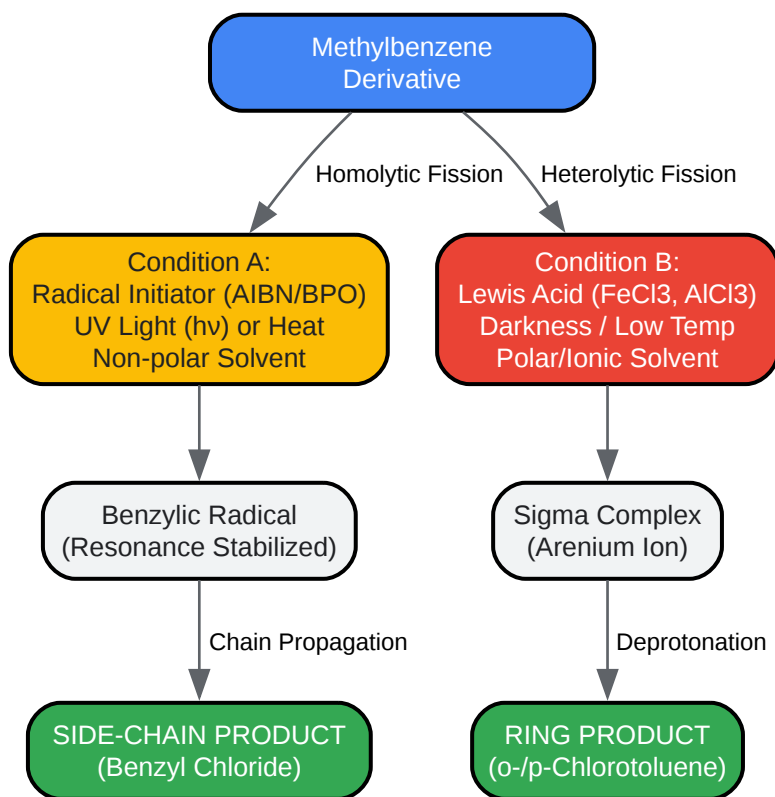 Methylbenzene
Derivative
Homolytic Fission
Heterolytic Fission
Condition A:
Radical Initiator (AIBN/BPO)
UV Light (hν) or Heat
Non-polar Solvent
Condition B:
Lewis Acid (FeCl3, AlCl3)
Darkness / Low Temp
Polar/Ionic Solvent
Benzylic Radical
(Resonance Stabilized)
Sigma Complex
(Arenium Ion)
Chain Propagation
Deprotonation
SIDE-CHAIN PRODUCT
(Benzyl Chloride)
RING PRODUCT
(o-/p-Chlorotoluene)